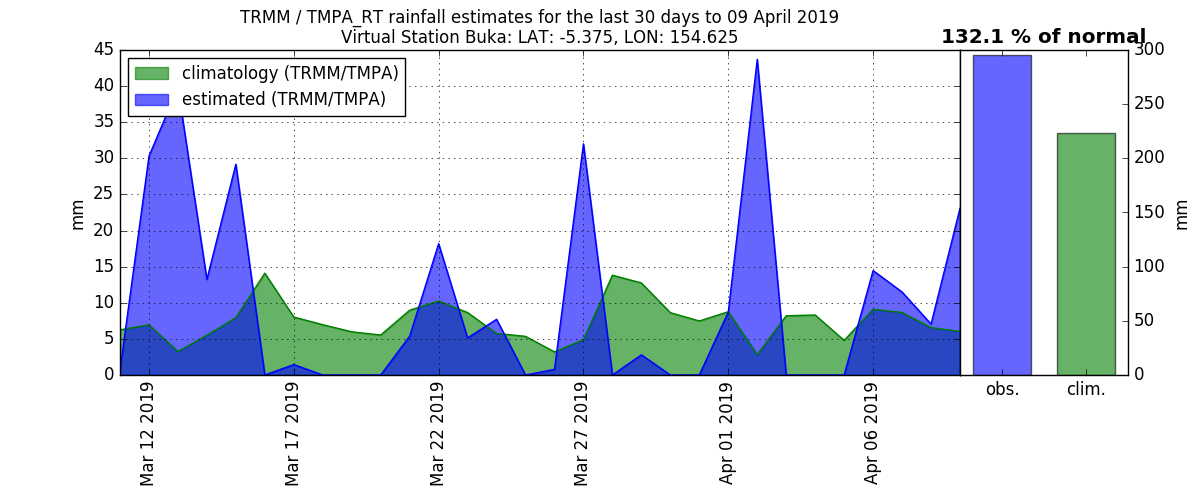 TRMM / TMPA_RT rainfall estimates for the last 30 days to 09 April 2019
Virtual Station Buka: LAT: -5.375, LON: 154.625
132.1 % of normal
climatology (TRMM/TMPA)
estimated (TRMM/TMPA)
45
40
35
30
25
20
15
10
5
0
mm
Mar 12 2019
Mar 17 2019
Mar 22 2019
Mar 27 2019
Apr 01 2019
Apr 06 2019
obs.
clim.
300
250
200
150
100
50
0
mm